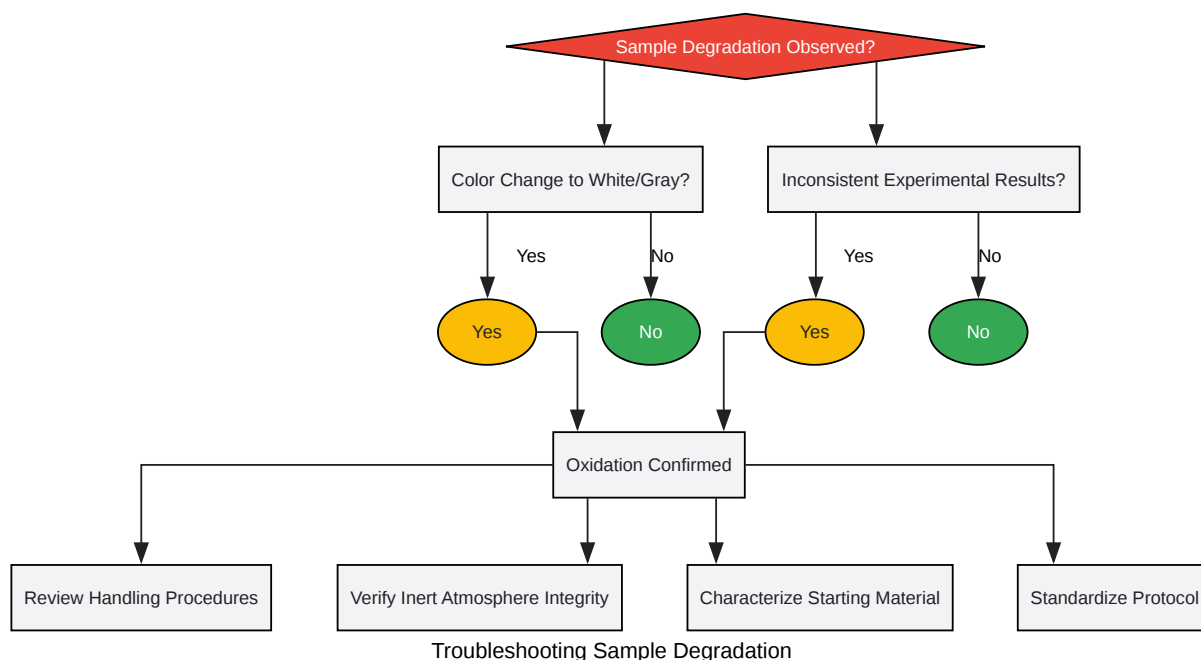 Sample Degradation Observed?
Color Change to White/Gray?
Inconsistent Experimental Results?
Yes
No
Yes
No
Yes
No
Yes
No
Oxidation Confirmed
Review Handling Procedures
Verify Inert Atmosphere Integrity
Characterize Starting Material
Standardize Protocol
Troubleshooting Sample Degradation